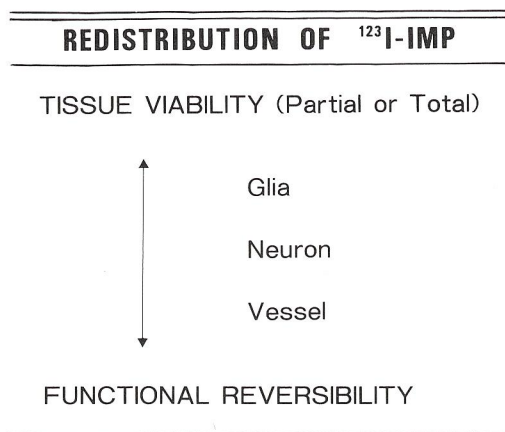 REDISTRIBUTION OF ¹²³I-IMP
TISSUE VIABILITY (Partial or Total)
Glia
Neuron
Vessel
FUNCTIONAL REVERSIBILITY